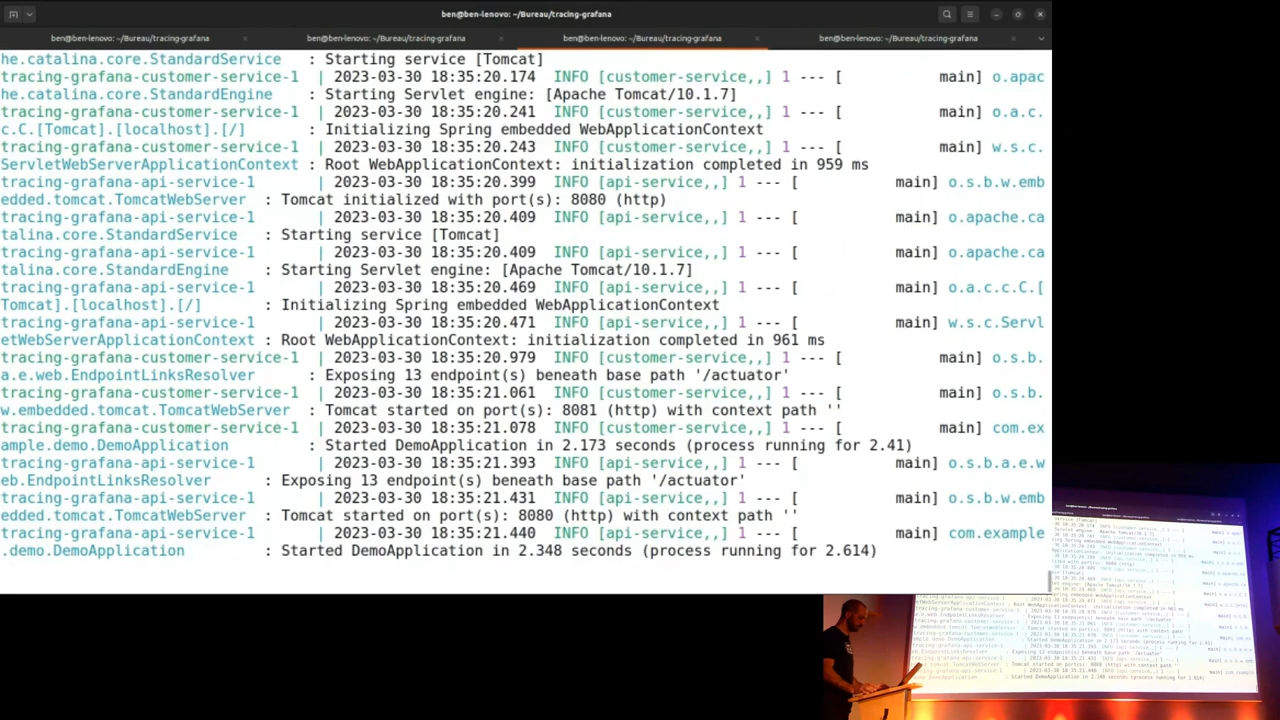 ben@ben-lenovo: ~/Bureau/tracing-grafana
ben@ben-lenovo: ~/Bureau/tracing-grafana × ben@ben-lenovo: ~/Bureau/tracing-grafana × ben@ben-lenovo: ~/Bureau/tracing-grafana × ben@ben-lenovo: ~/Bureau/tracing-grafana ×
he.catalina.core.StandardService : Starting service [Tomcat]
tracing-grafana-customer-service-1 | 2023-03-30 18:35:20.174 INFO [customer-service,,] 1 --- [ main] o.apac
he.catalina.core.StandardEngine : Starting Servlet engine: [Apache Tomcat/10.1.7]
tracing-grafana-customer-service-1 | 2023-03-30 18:35:20.241 INFO [customer-service,,] 1 --- [ main] o.a.c.
c.C.[Tomcat].[localhost].[/] : Initializing Spring embedded WebApplicationContext
tracing-grafana-customer-service-1 | 2023-03-30 18:35:20.243 INFO [customer-service,,] 1 --- [ main] w.s.c.
ServletWebServerApplicationContext : Root WebApplicationContext: initialization completed in 959 ms
tracing-grafana-api-service-1 | 2023-03-30 18:35:20.399 INFO [api-service,,] 1 --- [ main] o.s.b.w.emb
edded.tomcat.TomcatWebServer : Tomcat initialized with port(s): 8080 (http)
tracing-grafana-api-service-1 | 2023-03-30 18:35:20.409 INFO [api-service,,] 1 --- [ main] o.apache.ca
talina.core.StandardService : Starting service [Tomcat]
tracing-grafana-api-service-1 | 2023-03-30 18:35:20.409 INFO [api-service,,] 1 --- [ main] o.apache.ca
talina.core.StandardEngine : Starting Servlet engine: [Apache Tomcat/10.1.7]
tracing-grafana-api-service-1 | 2023-03-30 18:35:20.469 INFO [api-service,,] 1 --- [ main] o.a.c.c.C.[
Tomcat].[localhost].[/] : Initializing Spring embedded WebApplicationContext
tracing-grafana-api-service-1 | 2023-03-30 18:35:20.471 INFO [api-service,,] 1 --- [ main] w.s.c.Servl
etWebServerApplicationContext : Root WebApplicationContext: initialization completed in 961 ms
tracing-grafana-customer-service-1 | 2023-03-30 18:35:20.979 INFO [customer-service,,] 1 --- [ main] o.s.b.
a.e.web.EndpointLinksResolver : Exposing 13 endpoint(s) beneath base path '/actuator'
tracing-grafana-customer-service-1 | 2023-03-30 18:35:21.061 INFO [customer-service,,] 1 --- [ main] o.s.b.
w.embedded.tomcat.TomcatWebServer : Tomcat started on port(s): 8081 (http) with context path ''
tracing-grafana-customer-service-1 | 2023-03-30 18:35:21.078 INFO [customer-service,,] 1 --- [ main] com.ex
ample.demo.DemoApplication : Started DemoApplication in 2.173 seconds (process running for 2.41)
tracing-grafana-api-service-1 | 2023-03-30 18:35:21.393 INFO [api-service,,] 1 --- [ main] o.s.b.a.e.w
eb.EndpointLinksResolver : Exposing 13 endpoint(s) beneath base path '/actuator'
tracing-grafana-api-service-1 | 2023-03-30 18:35:21.431 INFO [api-service,,] 1 --- [ main] o.s.b.w.emb
edded.tomcat.TomcatWebServer : Tomcat started on port(s): 8080 (http) with context path ''
tracing-grafana-api-service-1 | 2023-03-30 18:35:21.440 INFO [api-service,,] 1 --- [ main] com.example
.demo.DemoApplication : Started DemoApplication in 2.348 seconds (process running for 2.614)